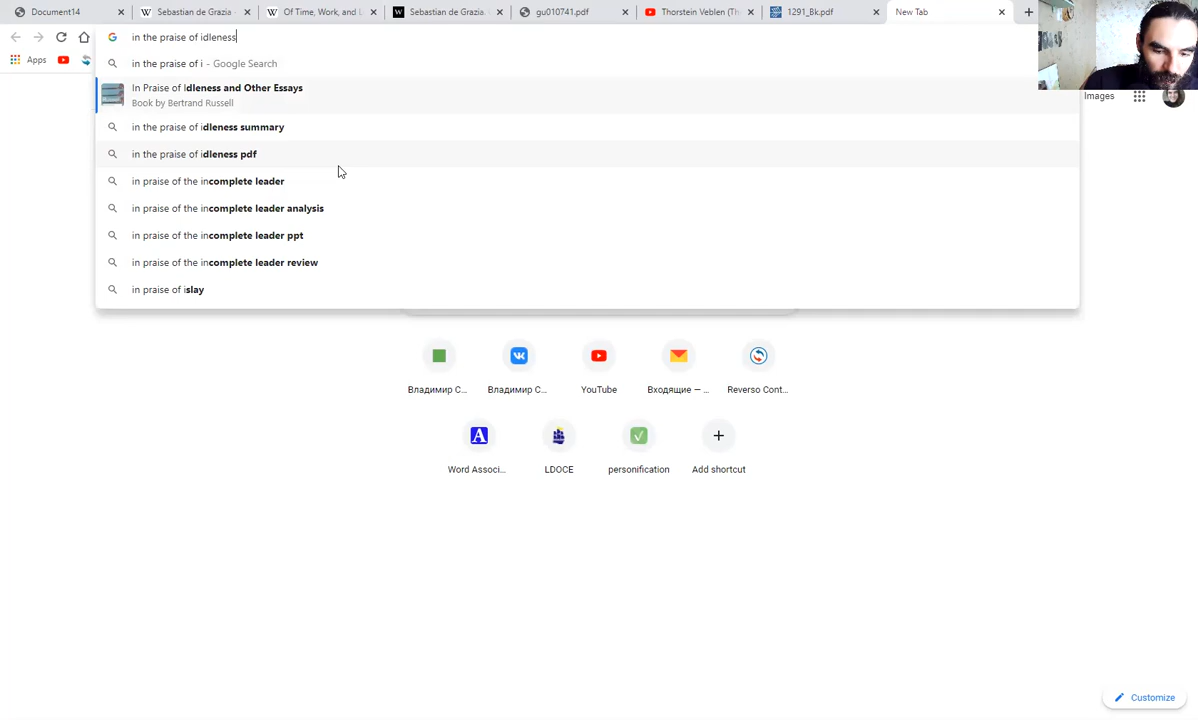 Document14
Sebastian de Grazia -
Of Time, Work, and L
Sebastian de Grazia.
gu010741.pdf
Thorstein Veblen (Th
1291_Bk.pdf
New Tab
in the praise of idleness
Apps
in the praise of i - Google Search
In Praise of Idleness and Other Essays
Book by Bertrand Russell
Images
in the praise of idleness summary
in the praise of idleness pdf
in praise of the incomplete leader
in praise of the incomplete leader analysis
in praise of the incomplete leader ppt
in praise of the incomplete leader review
in praise of islay
Владимир С...
Владимир С...
YouTube
Входящие — ...
Reverso Cont...
Word Associ...
LDOCE
personification
Add shortcut
Customize